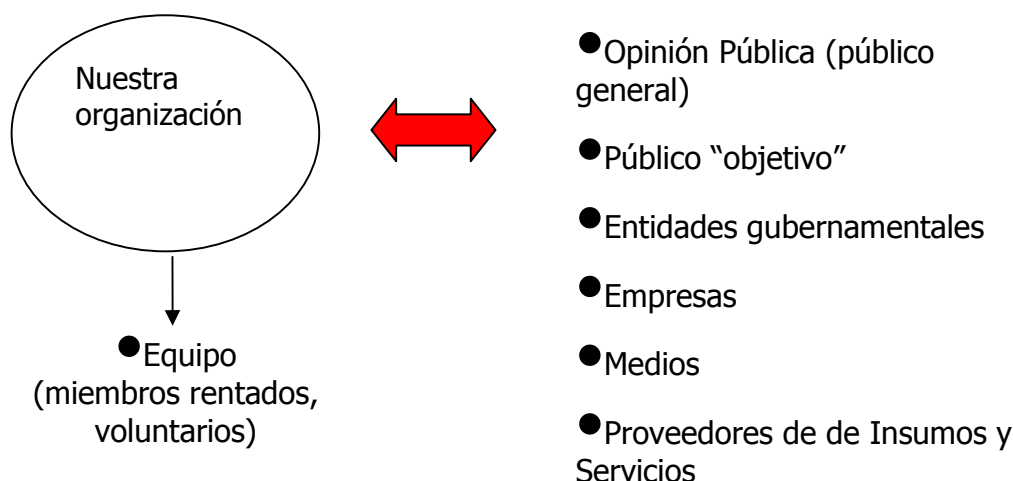 Nuestra
organización
●Equipo
(miembros rentados,
voluntarios)
●Opinión Pública (público
general)
●Público “objetivo”
●Entidades gubernamentales
●Empresas
●Medios
●Proveedores de de Insumos y
Servicios